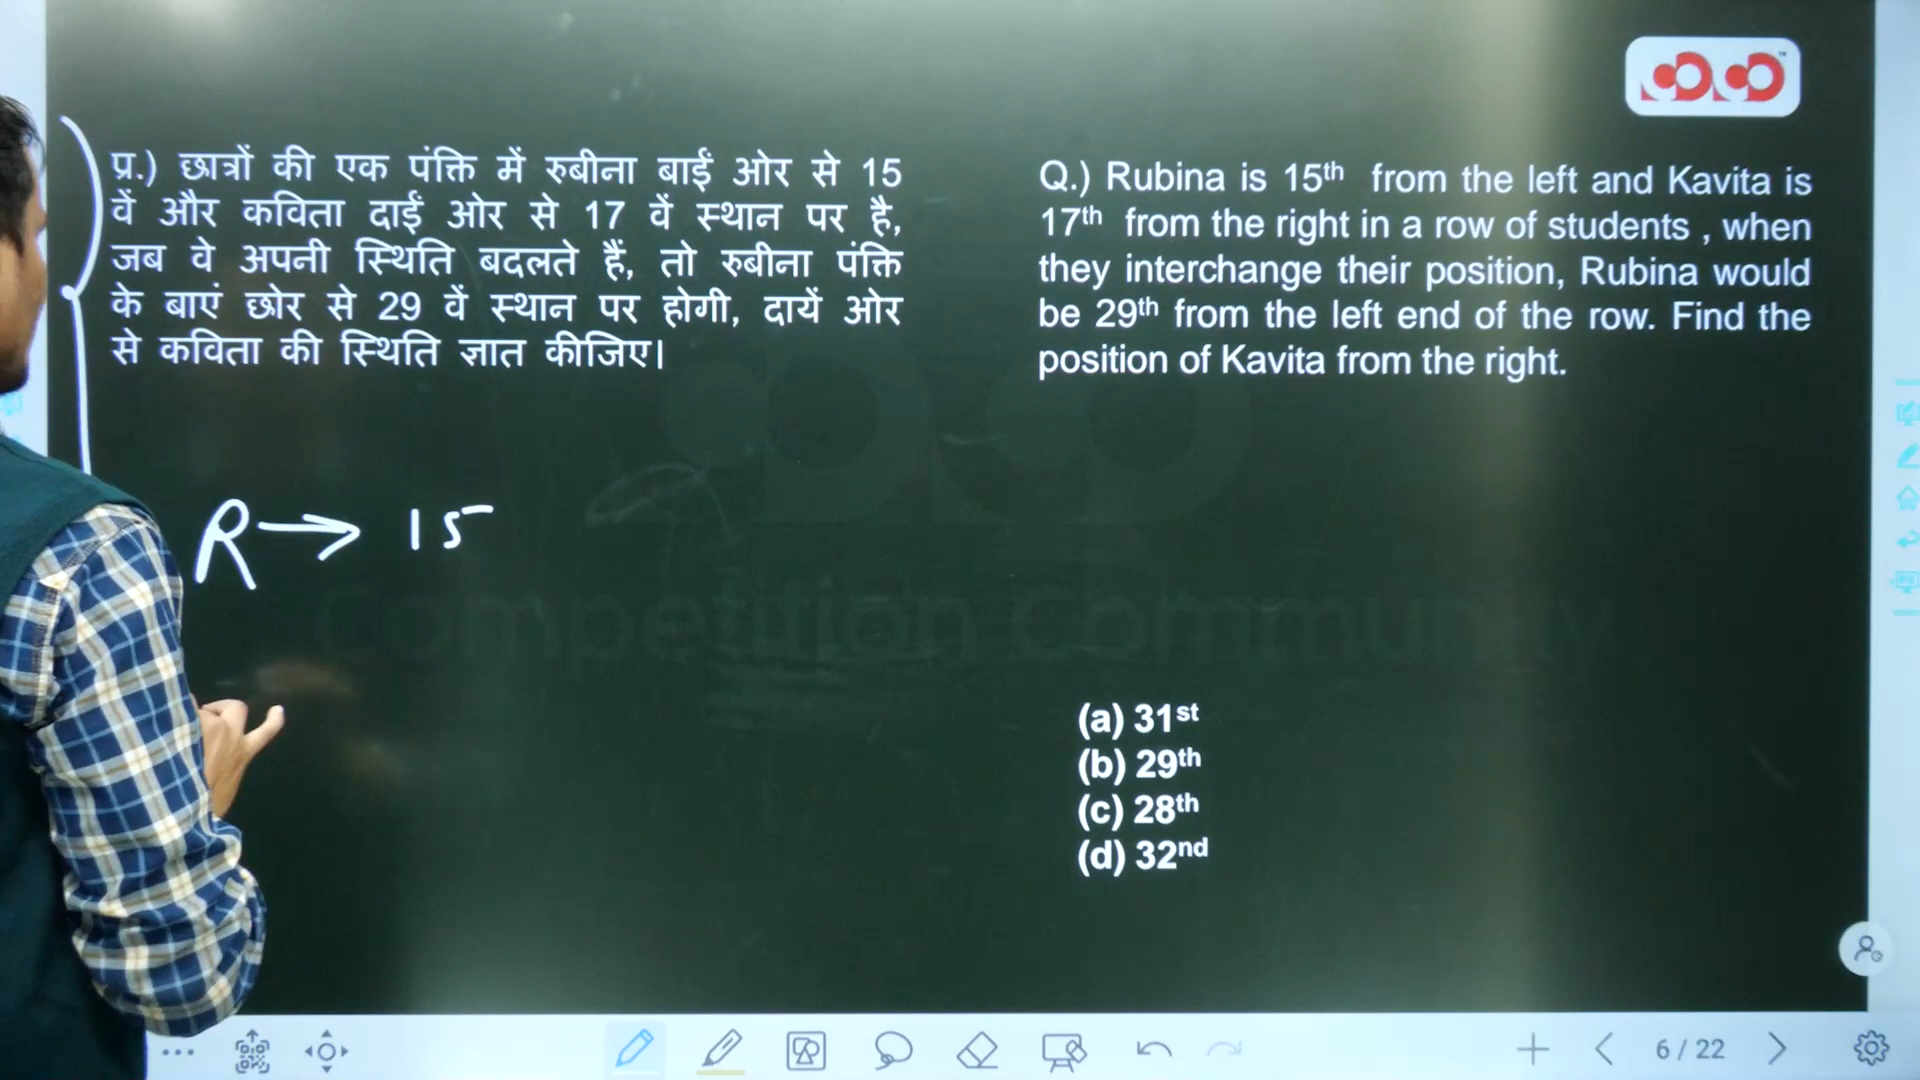 प्र.) छात्रों की एक पंक्ति में रुबीना बाईं ओर से 15
वें और कविता दाईं ओर से 17 वें स्थान पर है,
जब वे अपनी स्थिति बदलते हैं, तो रुबीना पंक्ति
के बाएं छोर से 29 वें स्थान पर होगी, दायें ओर
से कविता की स्थिति ज्ञात कीजिए।
R → 15
Q.) Rubina is 15th from the left and Kavita is
17th from the right in a row of students , when
they interchange their position, Rubina would
be 29th from the left end of the row. Find the
position of Kavita from the right.
Competition Community
(a) 31st
(b) 29th
(c) 28th
(d) 32nd
6 / 22